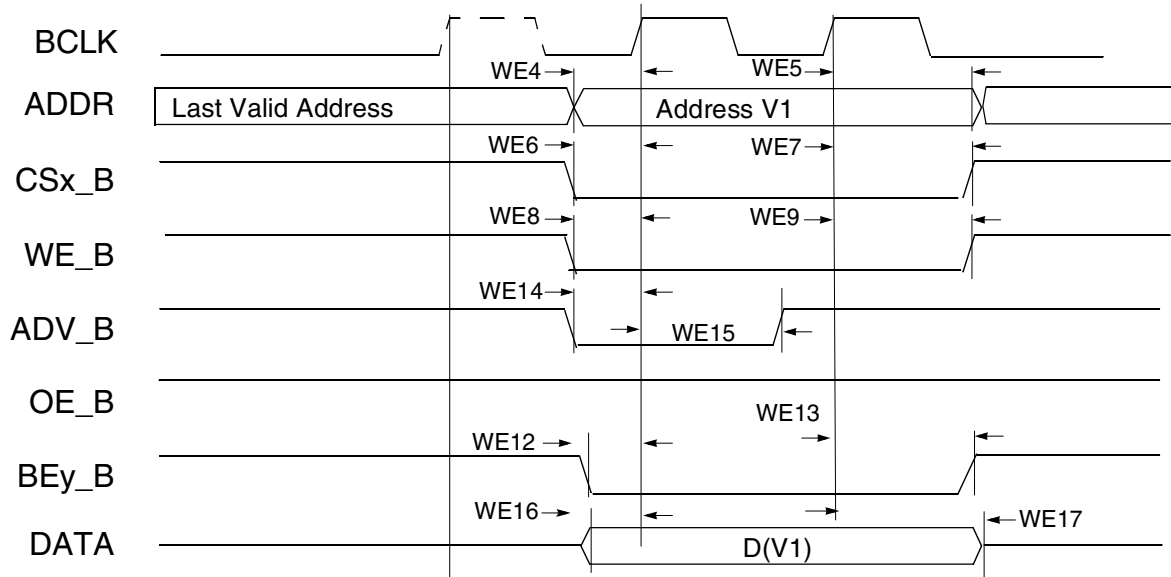 BCLK
WE4 WE5
ADDR Last Valid Address Address V1
WE6 WE7
CSx_B
WE8 WE9
WE_B
WE14
ADV_B WE15
OE_B
WE13
WE12
BEy_B
WE16 WE17
DATA D(V1)